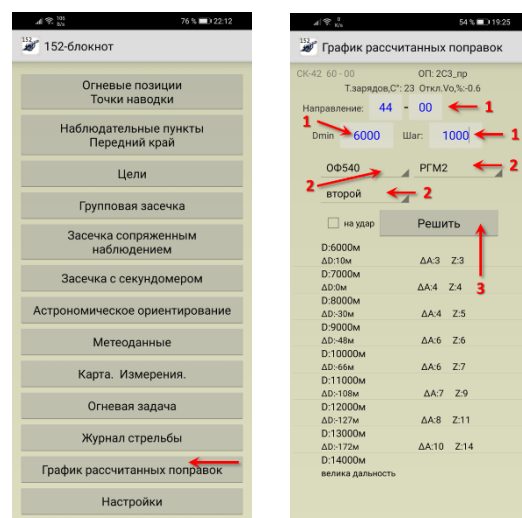 101
B/s
76 % 22:12
152
152-блокнот
Огневые позиции
Точки наводки
Наблюдательные пункты
Передний край
Цели
Групповая засечка
Засечка сопряженным
наблюдением
Засечка с секундомером
Астрономическое ориентирование
Метеоданные
Карта. Измерения.
Огневая задача
Журнал стрельбы
График рассчитанных поправок
Настройки
0
K/s
54 % 19:25
152
График рассчитанных поправок
СК-42 60 - 00 ОП: 2С3_пр
Т.зарядов,С°: 23 Откл.Vо,%:-0.6
Направление: 44 - 00 1
1
Dmin 6000 Шаг: 1000 1
ОФ540 РГМ2 2
2
второй 2
на удар Решить
D:6000м
ΔD:10м ΔA:3 Z:3
D:7000м
ΔD:0м ΔA:4 Z:4 3
D:8000м
ΔD:-30м ΔA:4 Z:5
D:9000м
ΔD:-48м ΔA:6 Z:6
D:10000м
ΔD:-66м ΔA:6 Z:7
D:11000м
ΔD:-108м ΔA:7 Z:9
D:12000м
ΔD:-127м ΔA:8 Z:11
D:13000м
ΔD:-172м ΔA:10 Z:14
D:14000м
велика дальность